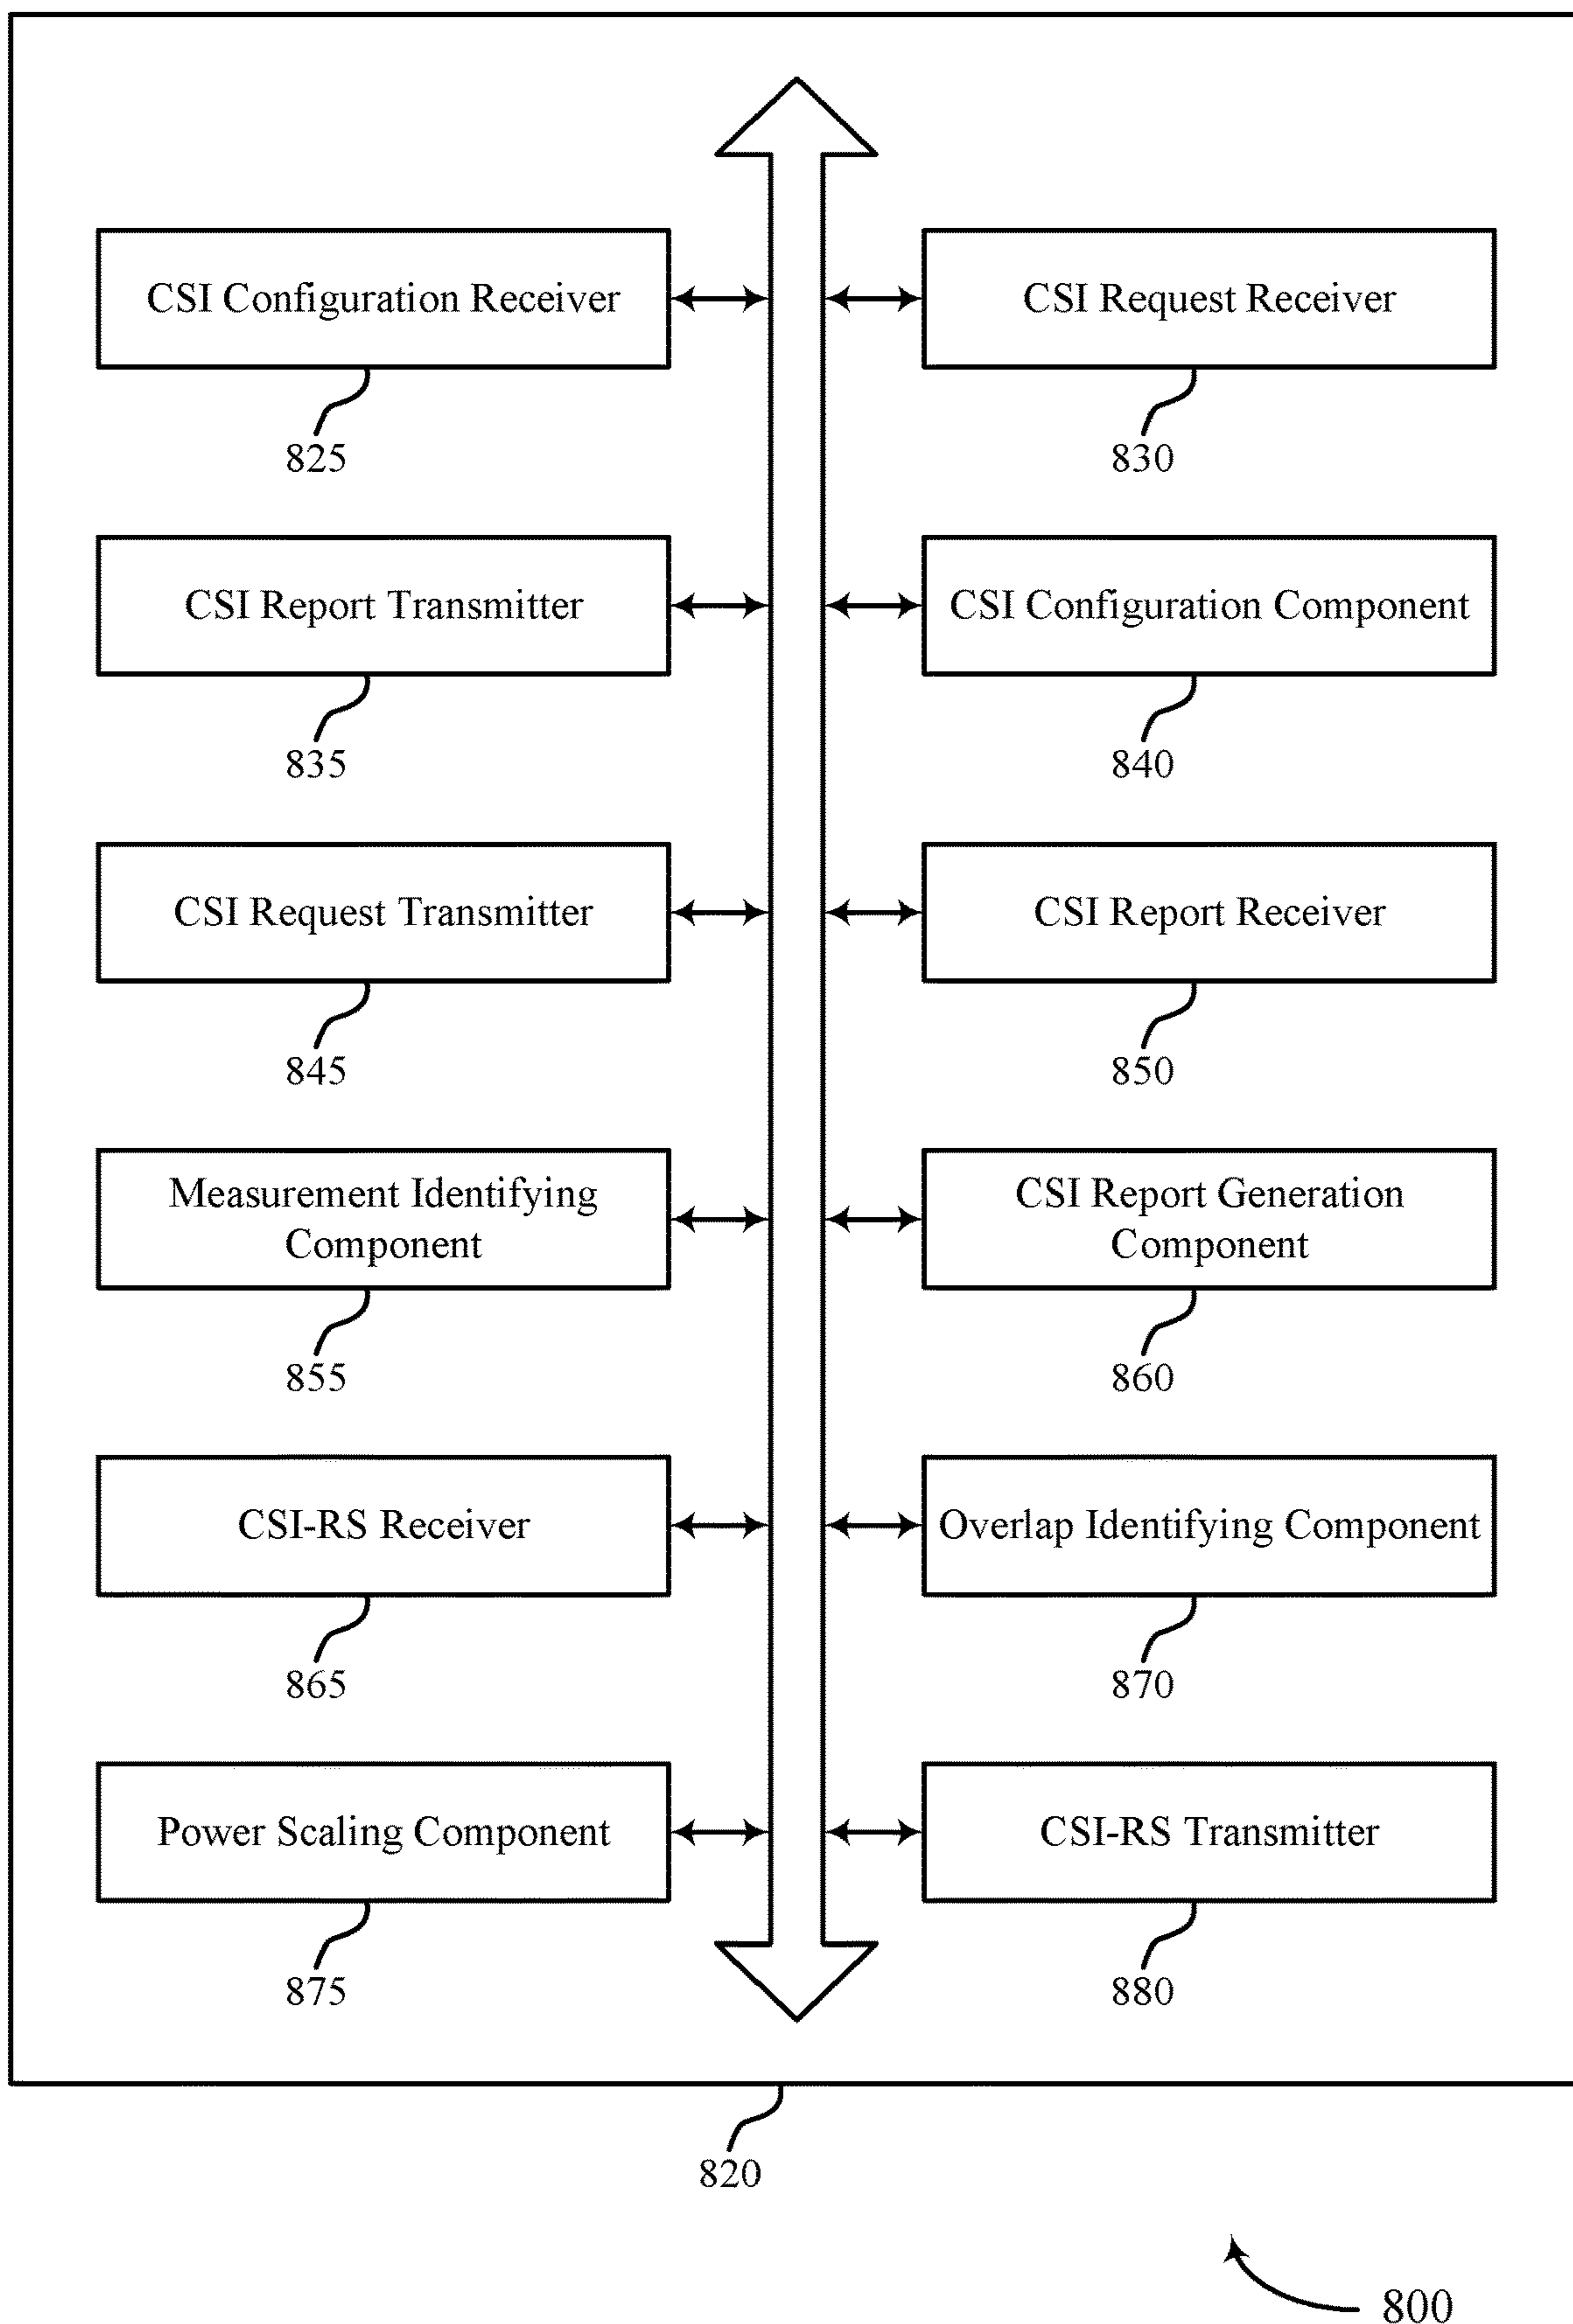 CSI Configuration Receiver
CSI Request Receiver
825
830
CSI Report Transmitter
CSI Configuration Component
835
840
CSI Request Transmitter
CSI Report Receiver
845
850
Measurement Identifying
Component
CSI Report Generation
Component
855
860
CSI-RS Receiver
Overlap Identifying Component
865
870
Power Scaling Component
CSI-RS Transmitter
875
880
820
800